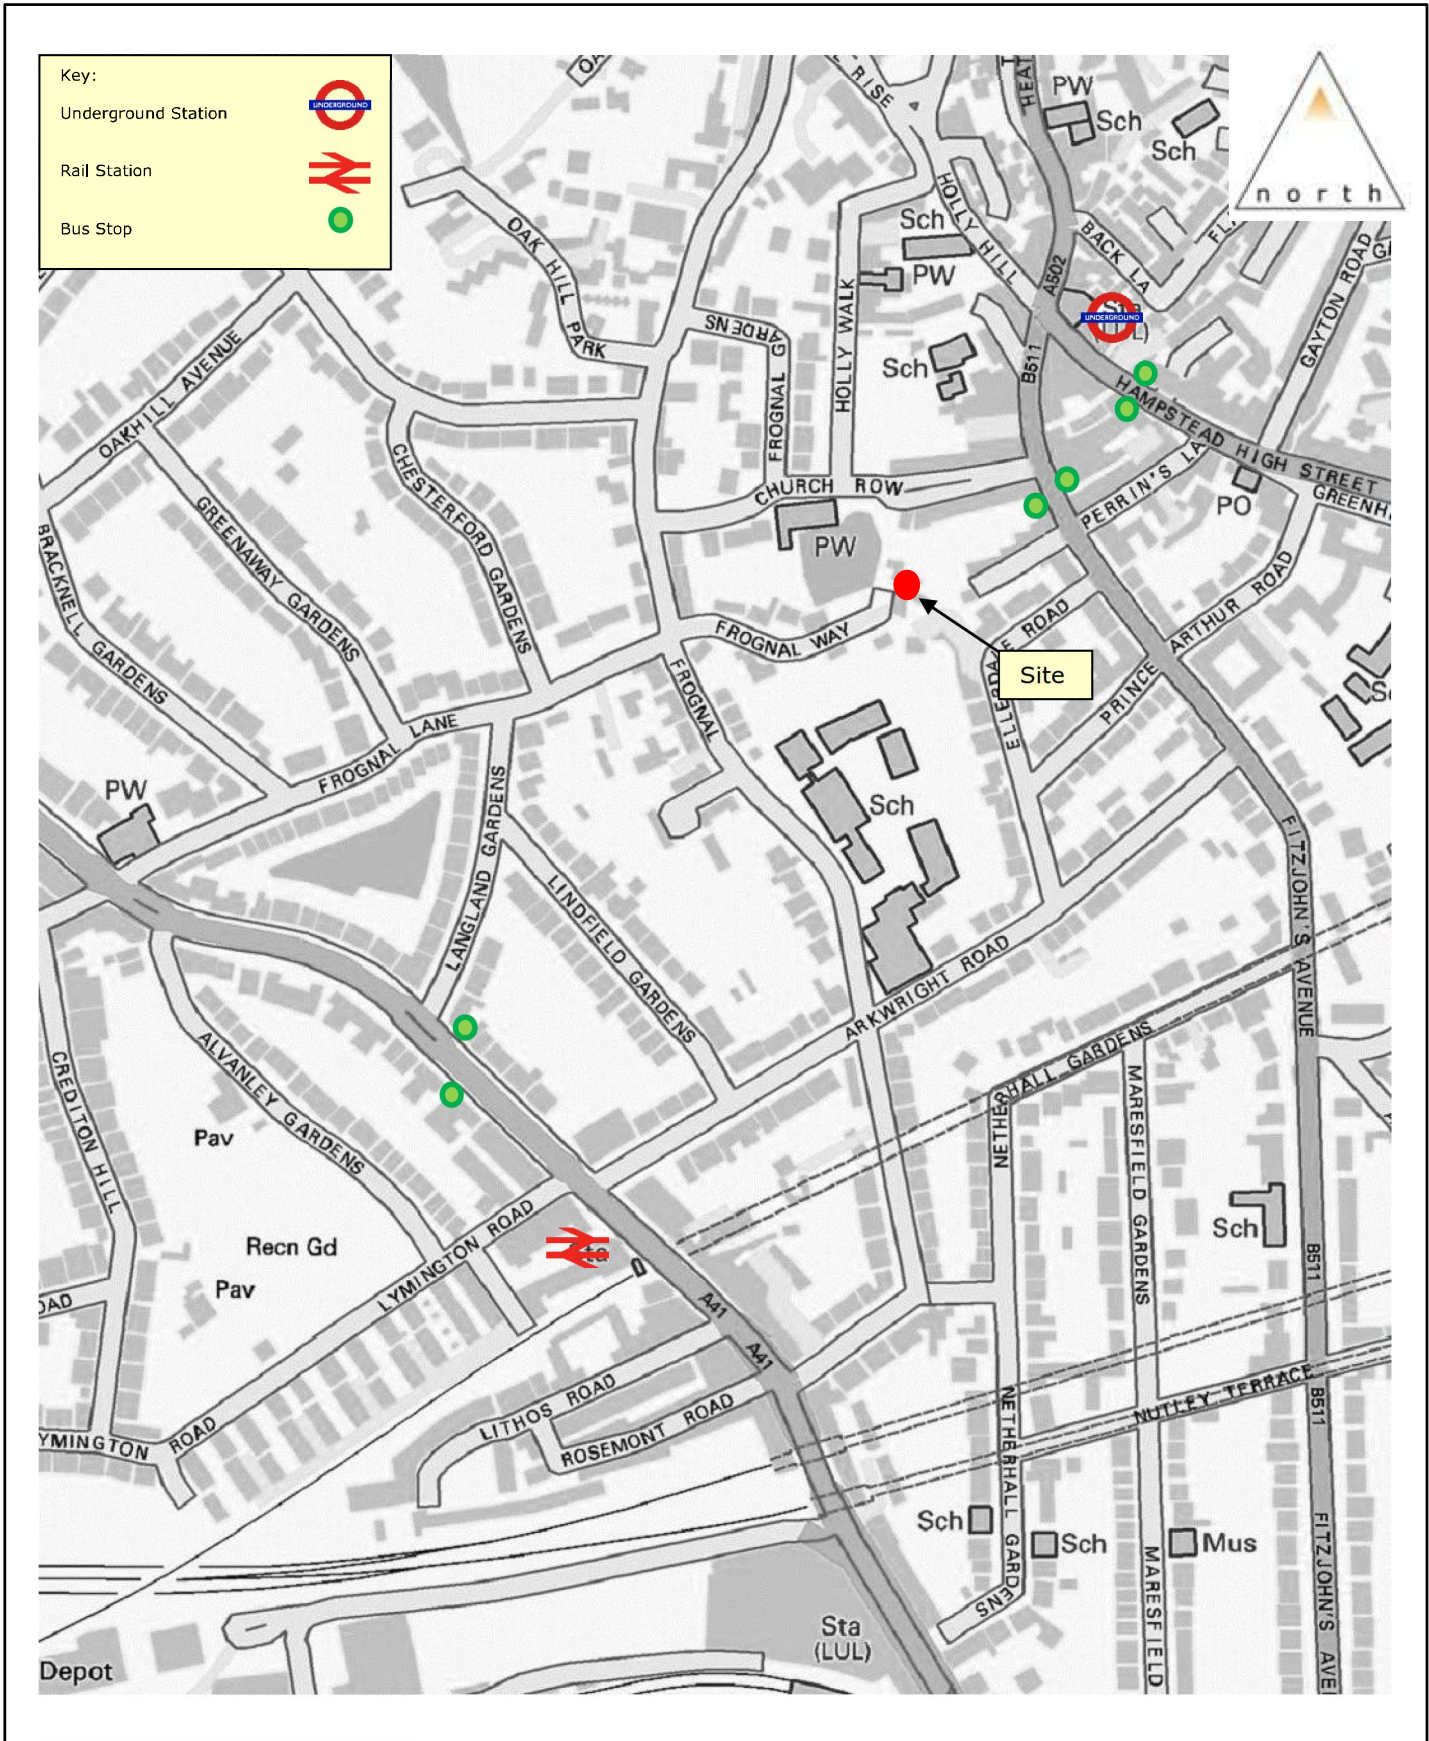 Key:
Underground Station
UNDERGROUND
Rail Station
Bus Stop
north
RISE
PW
Sch
Sch
HOLLY HILL
Sch
PW
BACK LA
A502
UNDERGROUND
OAK HILL PARK
FROGNAL GARDENS
HOLLY WALK
Sch
B511
GAYTON ROAD
HAMPSTEAD HIGH STREET
OAKHILL AVENUE
CHESTERFORD GARDENS
GREENAWAY GARDENS
BRACKNELL GARDENS
CHURCH ROW
PW
PERRIN'S LA
PO
FROGNAL WAY
Site
ELLERDALE ROAD
PRINCE ARTHUR ROAD
FROGNAL
FROGNAL LANE
PW
Sch
LANGLAND GARDENS
LINDFIELD GARDENS
ARKWRIGHT ROAD
FITZJOHN'S AVENUE
CREDITON HILL
ALVANLEY GARDENS
Pav
Recn Gd
Pav
NETHERHALL GARDENS
MARESFIELD GARDENS
Sch
B511
LYMINGTON ROAD
Sta
A41
A41
LITHOS ROAD
ROSEMONT ROAD
YMINGTON ROAD
OAD
NUTLEY TERRACE
B511
NETHERHALL GARDENS
Sch
Sch
Mus
MARESFIELD
FITZJOHN'S AVE
Sta
(LUL)
Depot